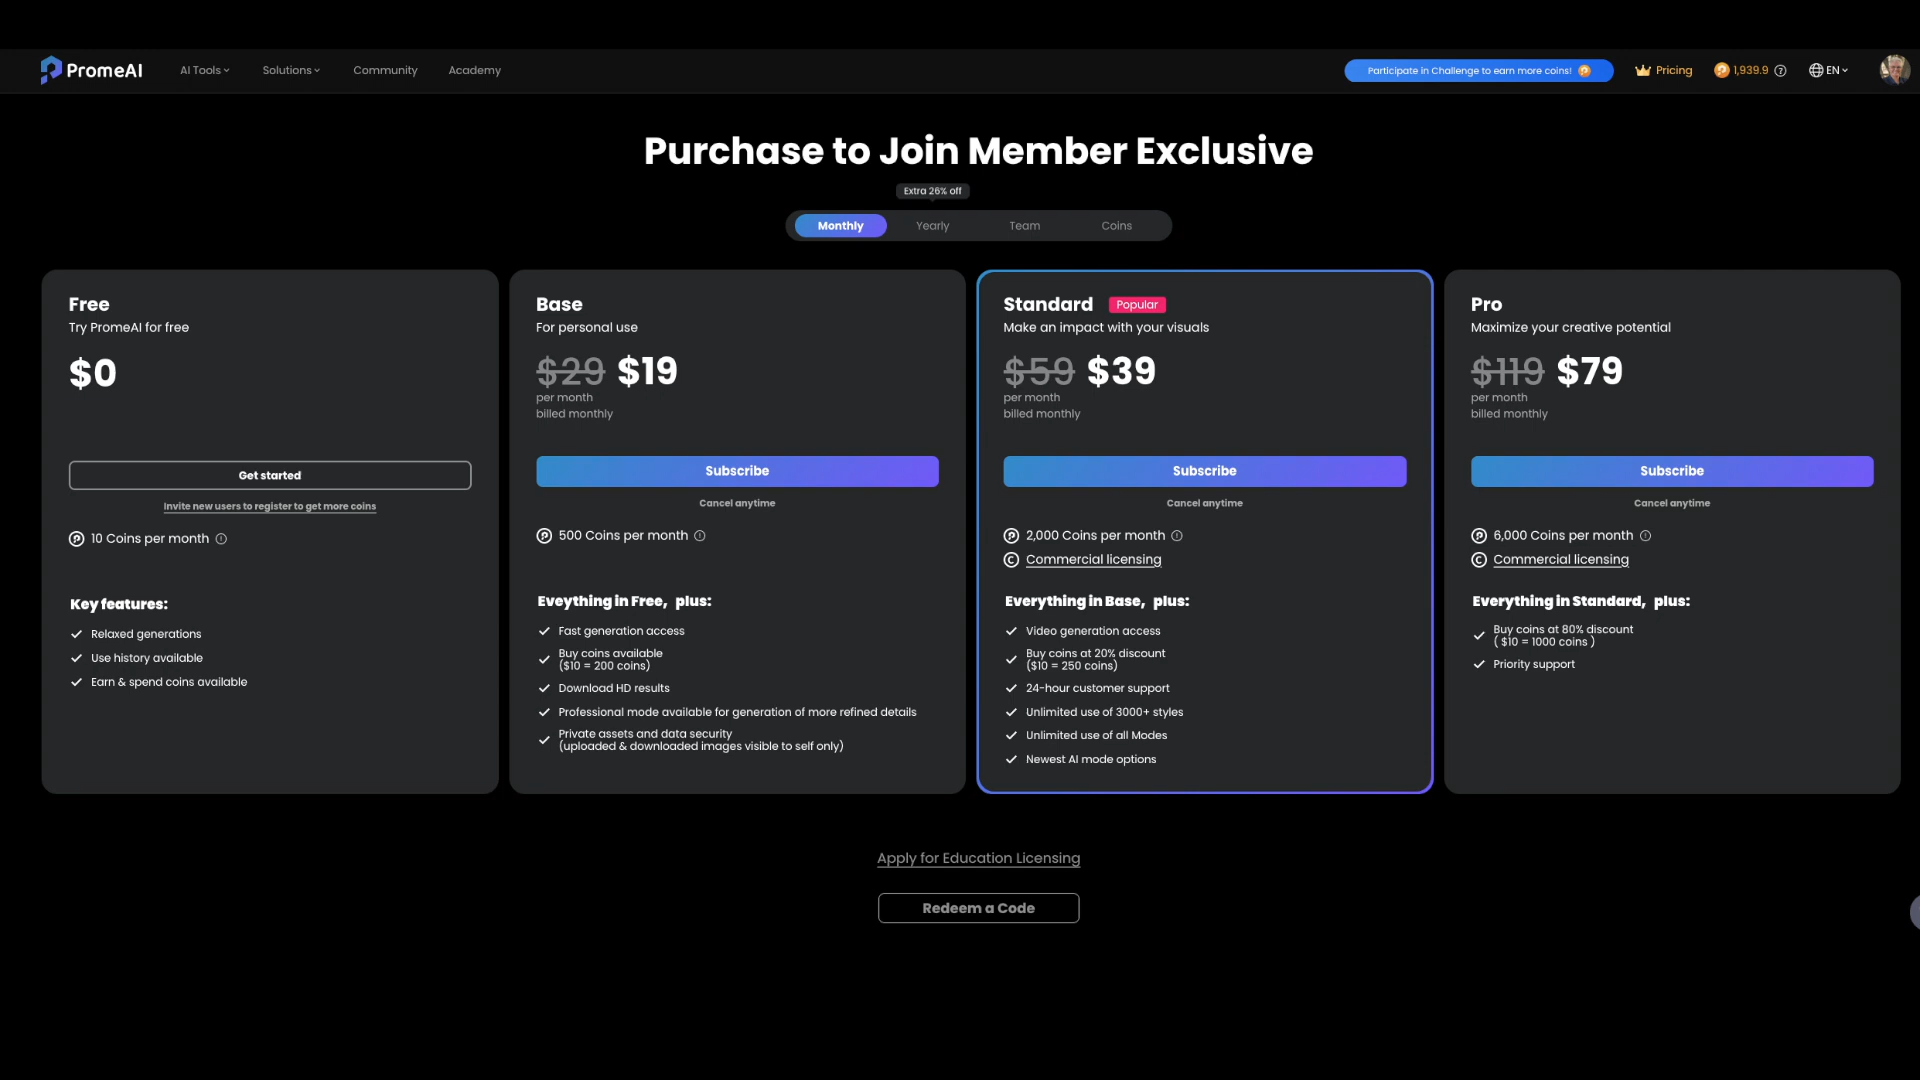 PromeAI
AI Tools
Solutions
Community
Academy
Participate in Challenge to earn more coins!
Pricing
1,939.9
EN
Purchase to Join Member Exclusive
Extra 26% off
Monthly
Yearly
Team
Coins
Free
Try PromeAI for free
$0
Get started
Invite new users to register to get more coins
10 Coins per month
Key features:
Relaxed generations
Use history available
Earn & spend coins available
Base
For personal use
$29 $19
per month
billed monthly
Subscribe
Cancel anytime
500 Coins per month
Eveything in Free, plus:
Fast generation access
Buy coins available
($10 = 200 coins)
Download HD results
Professional mode available for generation of more refined details
Private assets and data security
(uploaded & downloaded images visible to self only)
Standard
Popular
Make an impact with your visuals
$59 $39
per month
billed monthly
Subscribe
Cancel anytime
2,000 Coins per month
Commercial licensing
Everything in Base, plus:
Video generation access
Buy coins at 20% discount
($10 = 250 coins)
24-hour customer support
Unlimited use of 3000+ styles
Unlimited use of all Modes
Newest AI mode options
Pro
Maximize your creative potential
$119 $79
per month
billed monthly
Subscribe
Cancel anytime
6,000 Coins per month
Commercial licensing
Everything in Standard, plus:
Buy coins at 80% discount
( $10 = 1000 coins )
Priority support
Apply for Education Licensing
Redeem a Code